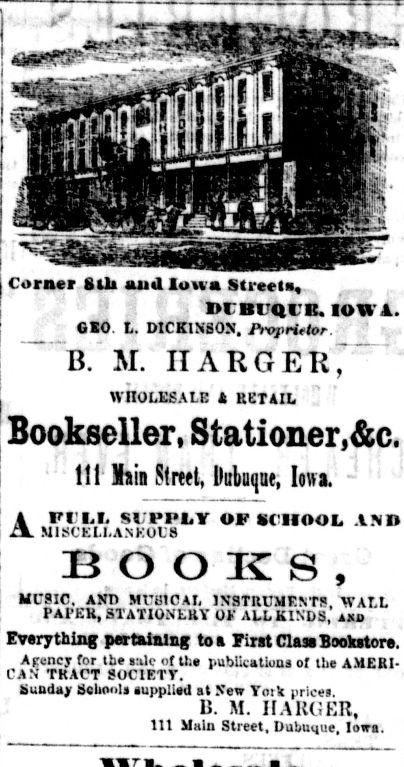 Corner 8th and Iowa Streets,
DUBUQUE, IOWA.
GEO. L. DICKINSON, Proprietor.
B. M. HARGER,
WHOLESALE & RETAIL
Bookseller, Stationer, &c.
111 Main Street, Dubuque, Iowa.
A FULL SUPPLY OF SCHOOL AND
MISCELLANEOUS
BOOKS,
MUSIC, AND MUSICAL INSTRUMENTS, WALL
PAPER, STATIONERY OF ALL KINDS, AND
Everything pertaining to a First Class Bookstore.
Agency for the sale of the publications of the AMERI-
CAN TRACT SOCIETY.
Sunday Schools supplied at New York prices.
B. M. HARGER,
111 Main Street, Dubuque, Iowa.